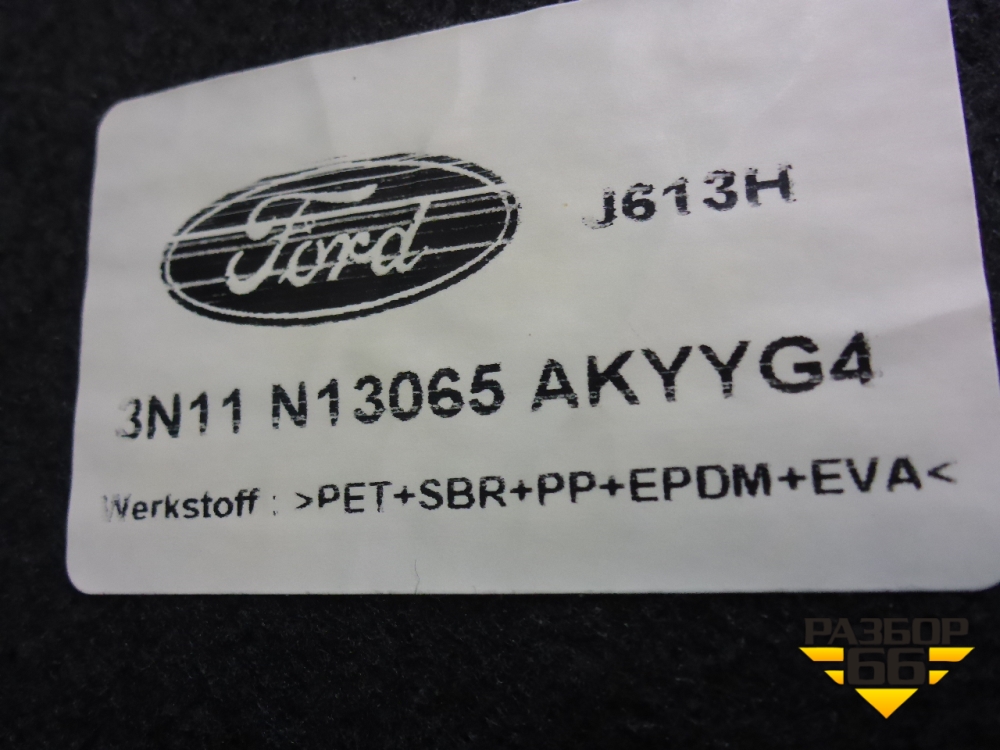 Ford
J613H
3N11 N13065 AKYYG4
Werkstoff : >PET+SBR+PP+EPDM+EVA<
РАЗБОР
66